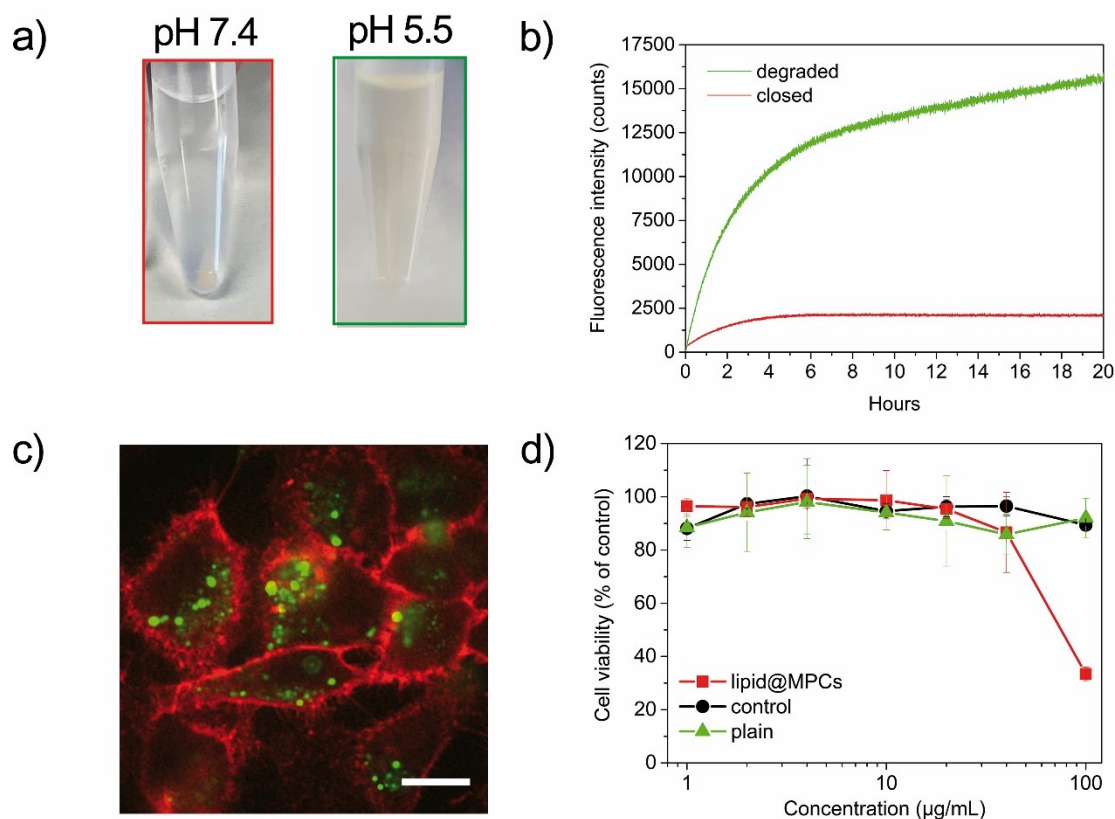 a)
pH 7.4
pH 5.5
b)
17500
15000
12500
10000
7500
5000
2500
0
Fluorescence intensity (counts)
degraded
closed
0 2 4 6 8 10 12 14 16 18 20
Hours
c)
d)
120
100
80
60
40
20
0
Cell viability (% of control)
lipid@MPCs
control
plain
1 10 100
Concentration (µg/mL)